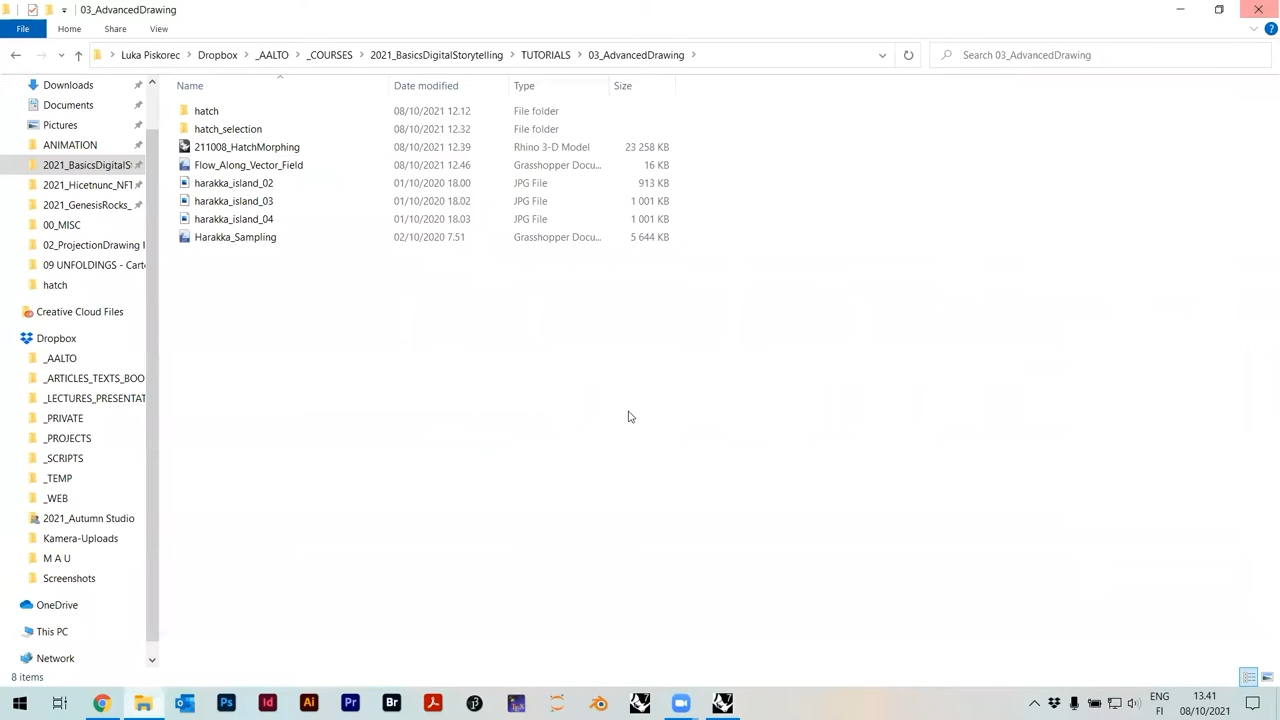 03_AdvancedDrawing
File Home Share View
Luka Piskorec Dropbox _AALTO _COURSES 2021_BasicsDigitalStorytelling TUTORIALS 03_AdvancedDrawing Search 03_AdvancedDrawing
Name Date modified Type Size
Downloads
Documents
Pictures
ANIMATION
2021_BasicsDigitalSt
2021_Hicetnunc_NFT
2021_GenesisRocks_
00_MISC
02_ProjectionDrawing I
09 UNFOLDINGS - Carto
hatch
Creative Cloud Files
Dropbox
_AALTO
_ARTICLES_TEXTS_BOO
_LECTURES_PRESENTAT
_PRIVATE
_PROJECTS
_SCRIPTS
_TEMP
_WEB
2021_Autumn Studio
Kamera-Uploads
M A U
Screenshots
OneDrive
This PC
Network
hatch 08/10/2021 12.12 File folder
hatch_selection 08/10/2021 12.32 File folder
211008_HatchMorphing 08/10/2021 12.39 Rhino 3-D Model 23 258 KB
Flow_Along_Vector_Field 08/10/2021 12.46 Grasshopper Docu... 16 KB
harakka_island_02 01/10/2020 18.00 JPG File 913 KB
harakka_island_03 01/10/2020 18.02 JPG File 1 001 KB
harakka_island_04 01/10/2020 18.03 JPG File 1 001 KB
Harakka_Sampling 02/10/2020 7.51 Grasshopper Docu... 5 644 KB
8 items
Ps Id Ai Pr Br
ENG 13.41
FI 08/10/2021